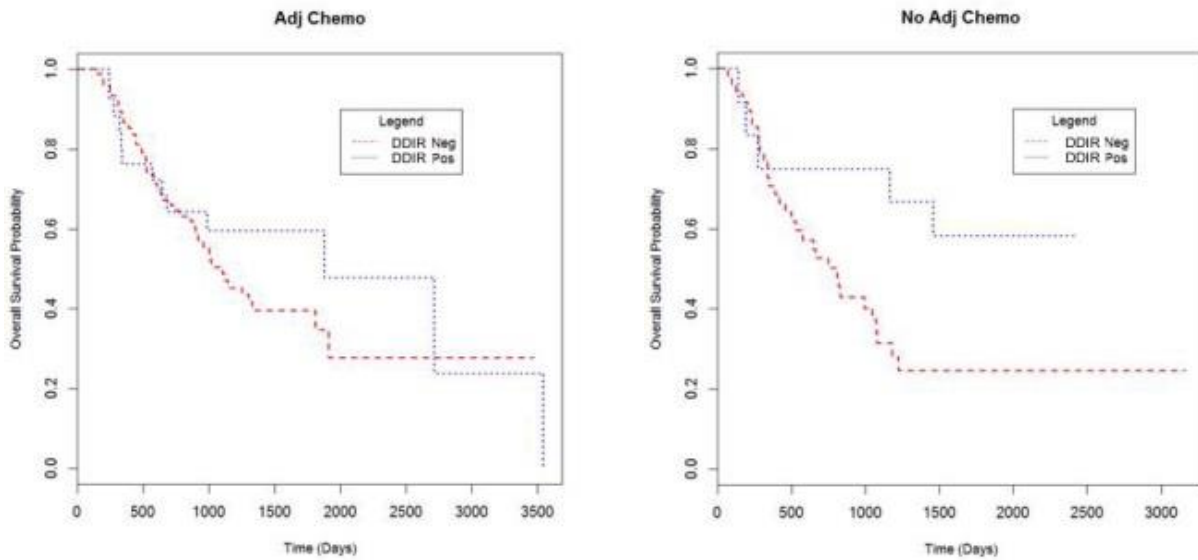 Adj Chemo
Overall Survival Probability
1.0
0.8
0.6
0.4
0.2
0.0
Legend
DDIR Neg
DDIR Pos
0 500 1000 1500 2000 2500 3000 3500
Time (Days)
No Adj Chemo
Overall Survival Probability
1.0
0.8
0.6
0.4
0.2
0.0
Legend
DDIR Neg
DDIR Pos
0 500 1000 1500 2000 2500 3000
Time (Days)